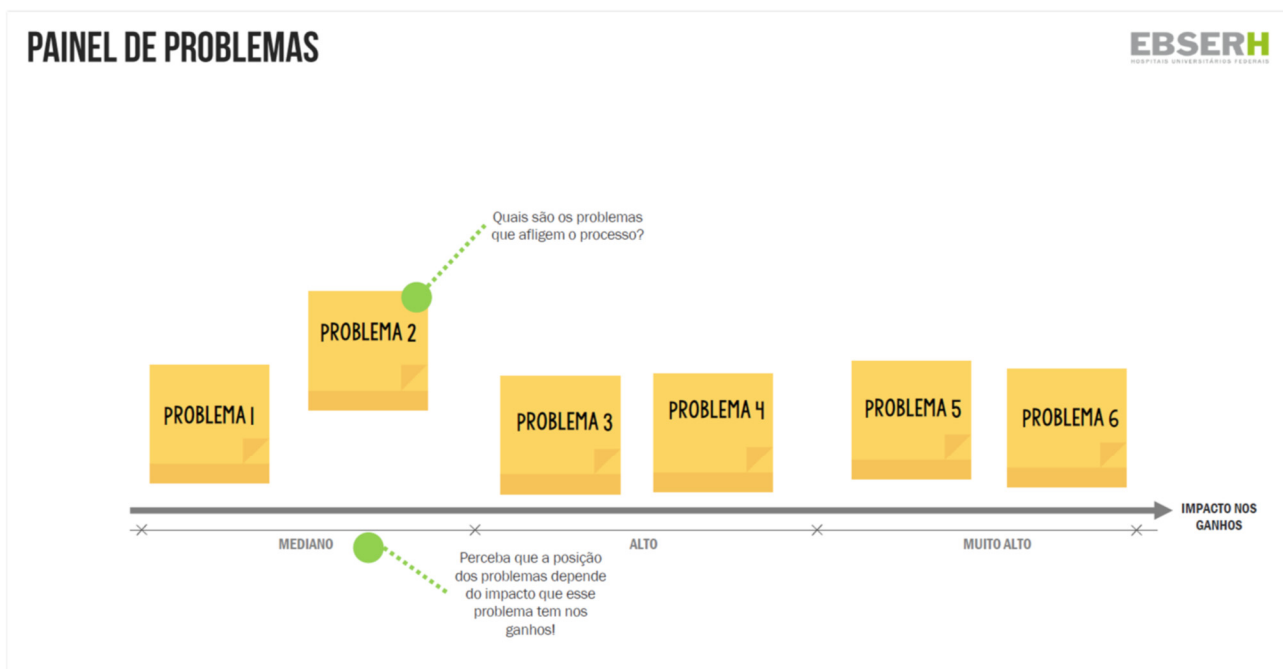 PAINEL DE PROBLEMAS
EBSERH
HOSPITAIS UNIVERSITÁRIOS FEDERAIS
Quais são os problemas
que afligem o processo?
PROBLEMA 1
PROBLEMA 2
PROBLEMA 3
PROBLEMA 4
PROBLEMA 5
PROBLEMA 6
IMPACTO NOS
GANHOS
MEDIANO
ALTO
MUITO ALTO
Perceba que a posição
dos problemas depende
do impacto que esse
problema tem nos
ganhos!